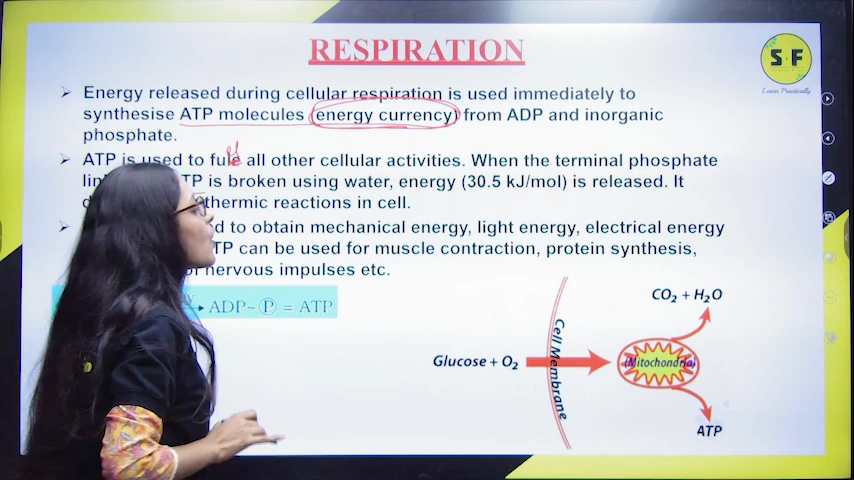 RESPIRATION
S F
Learn Practically
➤ Energy released during cellular respiration is used immediately to
synthesise ATP molecules (energy currency) from ADP and inorganic
phosphate.
➤ ATP is used to fule all other cellular activities. When the terminal phosphate
TP is broken using water, energy (30.5 kJ/mol) is released. It
thermic reactions in cell.
➤ d to obtain mechanical energy, light energy, electrical energy
TP can be used for muscle contraction, protein synthesis,
nervous impulses etc.
ADP~Ⓟ = ATP
CO₂ + H₂O
Glucose + O₂
Cell Membrane
(Mitochondria)
ATP